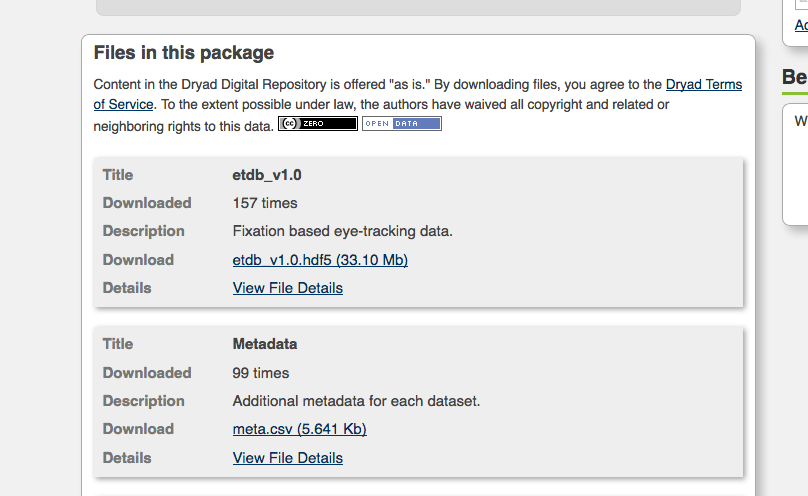 Files in this package
Content in the Dryad Digital Repository is offered "as is." By downloading files, you agree to the Dryad Terms
of Service. To the extent possible under law, the authors have waived all copyright and related or
neighboring rights to this data. cc ZERO OPEN DATA
Title etdb_v1.0
Downloaded 157 times
Description Fixation based eye-tracking data.
Download etdb_v1.0.hdf5 (33.10 Mb)
Details View File Details
Title Metadata
Downloaded 99 times
Description Additional metadata for each dataset.
Download meta.csv (5.641 Kb)
Details View File Details
Be